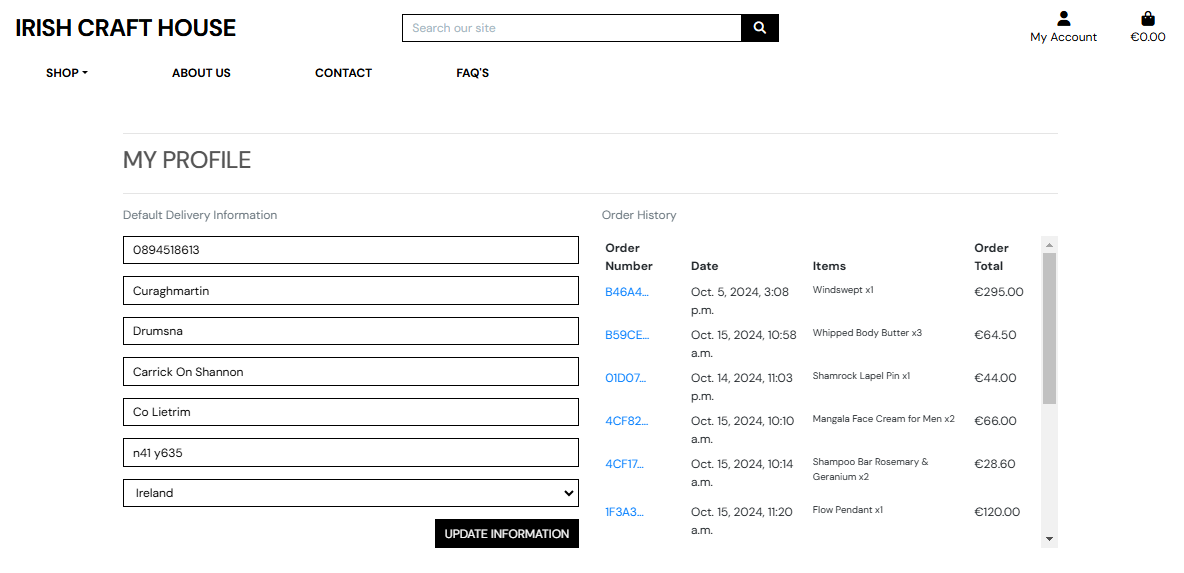 IRISH CRAFT HOUSE
Search our site
My Account
€0.00
SHOP
ABOUT US
CONTACT
FAQ'S
MY PROFILE
Default Delivery Information
0894518613
Curaghmartin
Drumsna
Carrick On Shannon
Co Lietrim
n41 y635
Ireland
UPDATE INFORMATION
Order History
Order Number Date Items Order Total
B46A4... Oct. 5, 2024, 3:08 p.m. Windswept x1 €295.00
B59CE... Oct. 15, 2024, 10:58 a.m. Whipped Body Butter x3 €64.50
01D07... Oct. 14, 2024, 11:03 p.m. Shamrock Lapel Pin x1 €44.00
4CF82... Oct. 15, 2024, 10:10 a.m. Mangala Face Cream for Men x2 €66.00
4CF17... Oct. 15, 2024, 10:14 a.m. Shampoo Bar Rosemary & Geranium x2 €28.60
1F3A3... Oct. 15, 2024, 11:20 a.m. Flow Pendant x1 €120.00